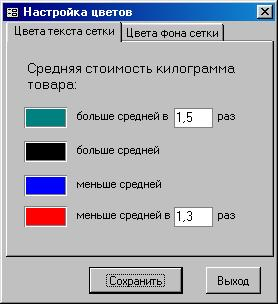 Настройка цветов
Цвета текста сетки Цвета фона сетки
Средняя стоимость килограмма
товара:
больше средней в 1,5 раз
больше средней
меньше средней
меньше средней в 1,3 раз
Сохранить Выход